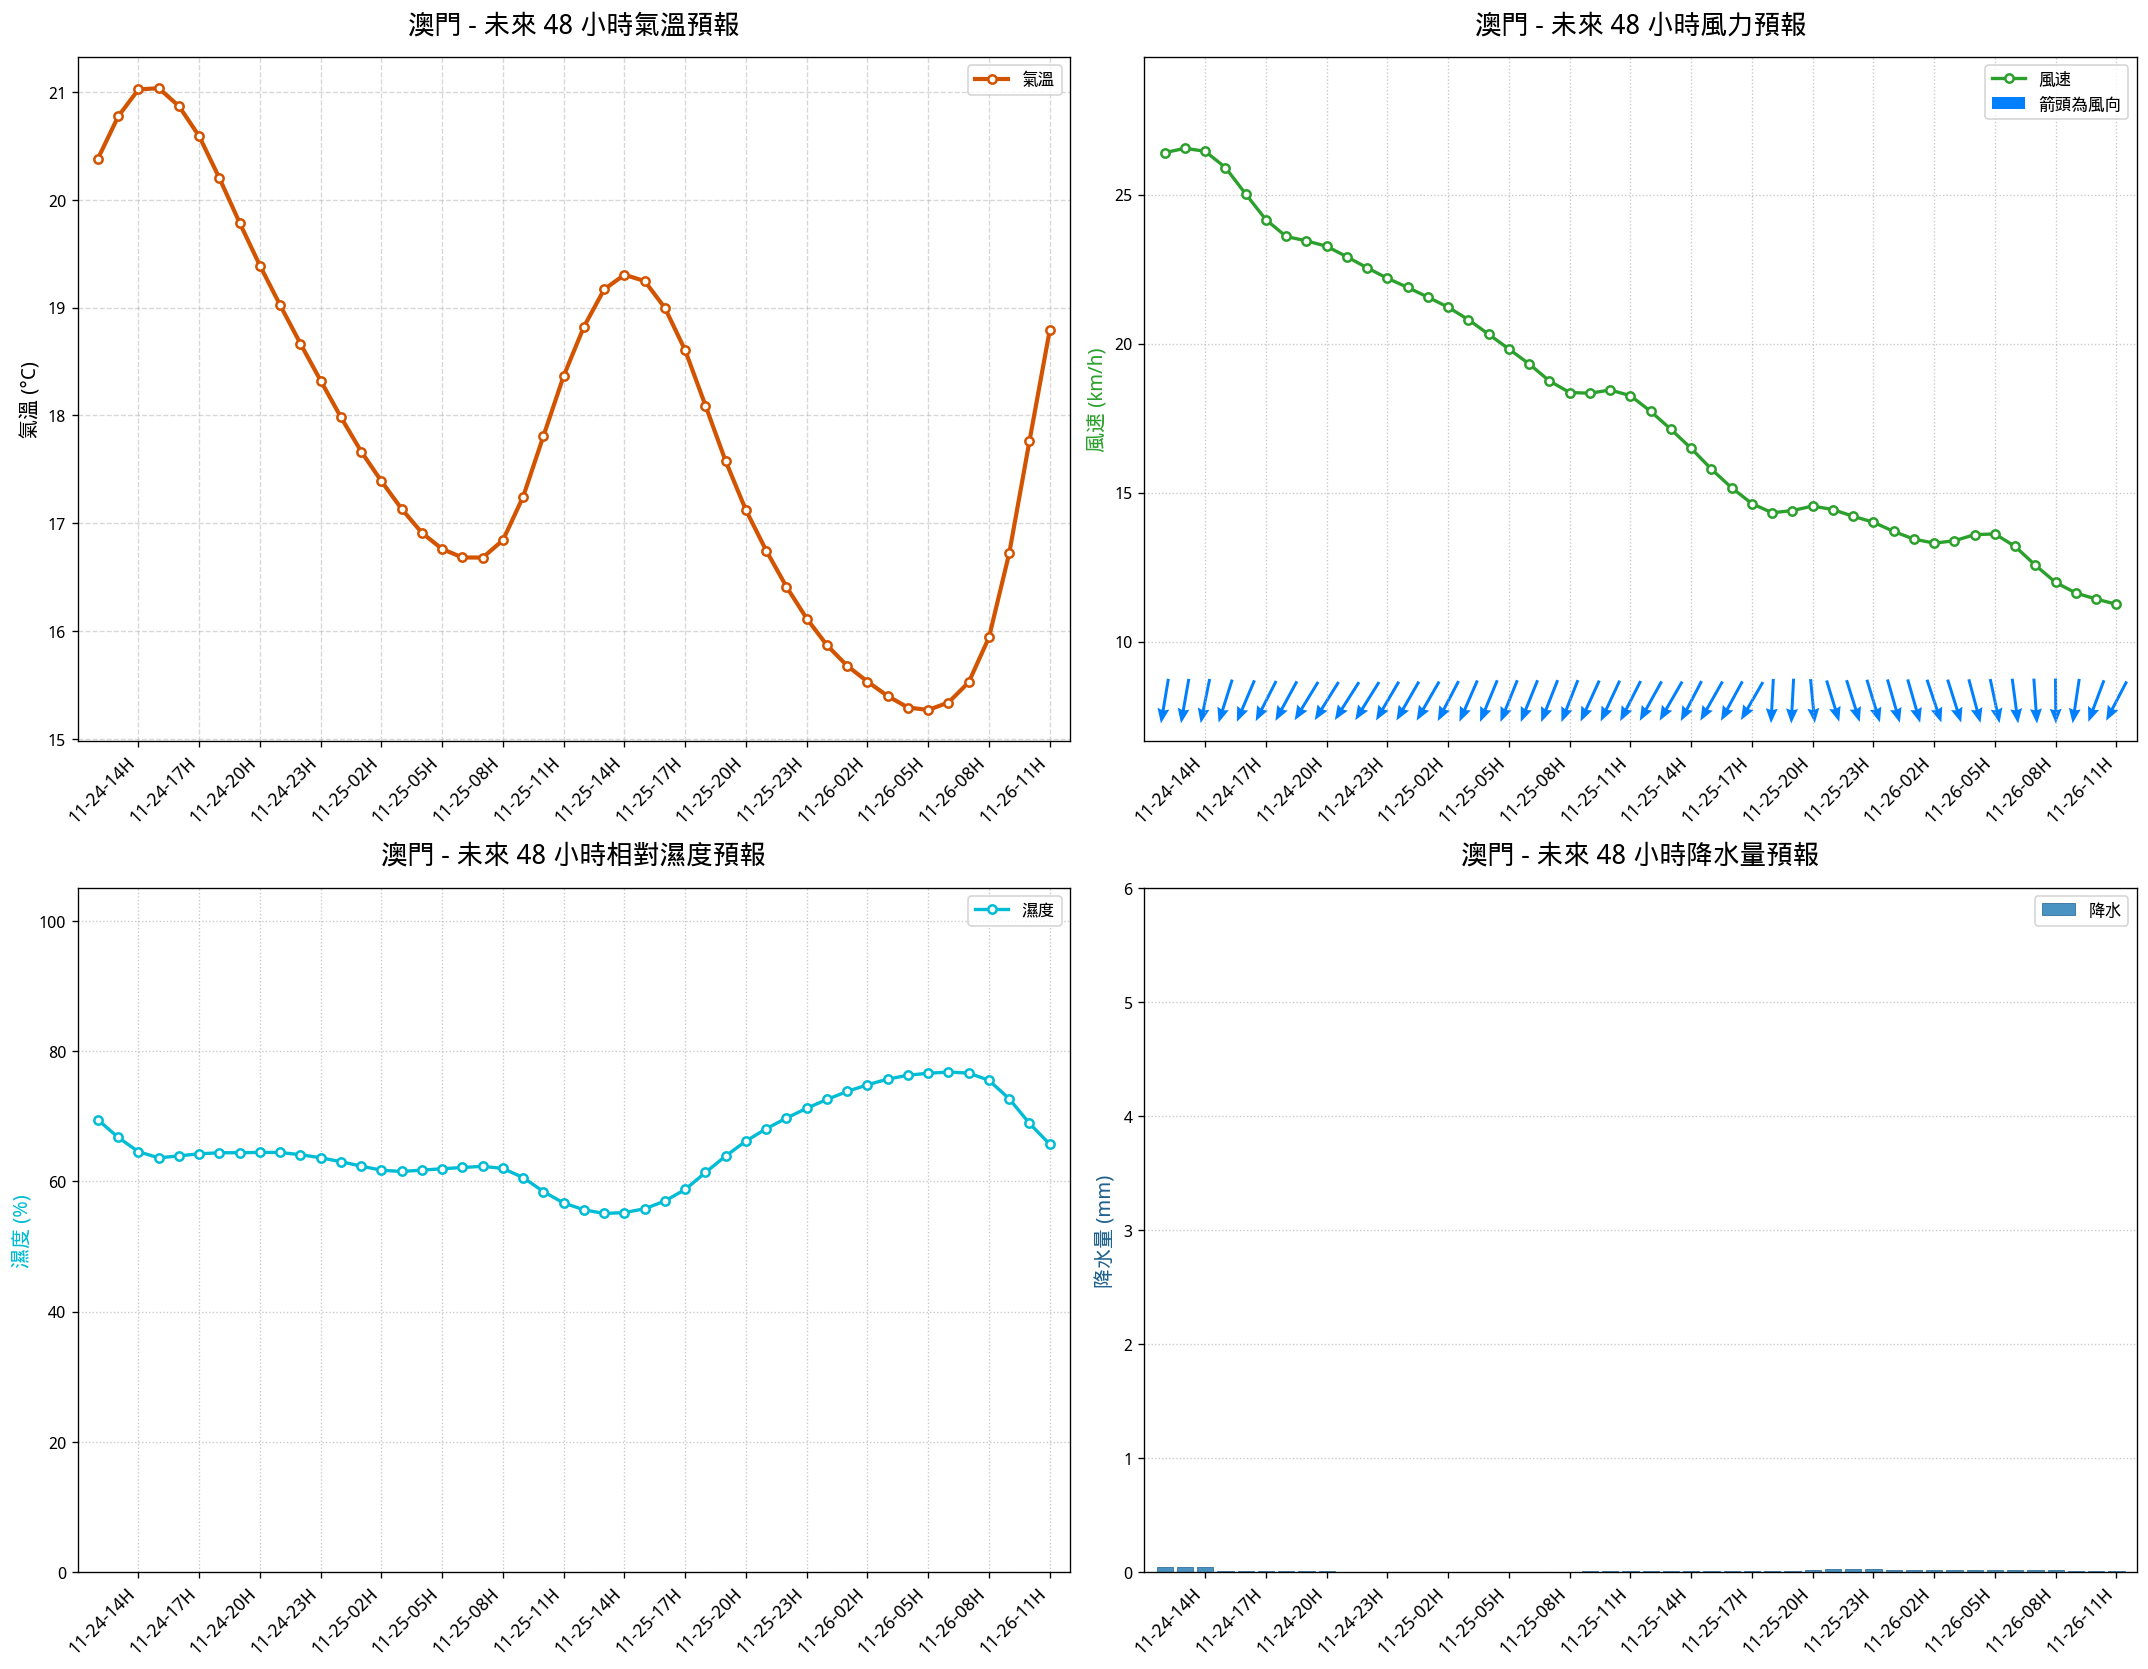 澳門 - 未來 48 小時氣溫預報
氣溫
氣溫 (°C)
21
20
19
18
17
16
15
11-24-14H
11-24-17H
11-24-20H
11-24-23H
11-25-02H
11-25-05H
11-25-08H
11-25-11H
11-25-14H
11-25-17H
11-25-20H
11-25-23H
11-26-02H
11-26-05H
11-26-08H
11-26-11H
澳門 - 未來 48 小時風力預報
風速
箭頭為風向
風速 (km/h)
25
20
15
10
11-24-14H
11-24-17H
11-24-20H
11-24-23H
11-25-02H
11-25-05H
11-25-08H
11-25-11H
11-25-14H
11-25-17H
11-25-20H
11-25-23H
11-26-02H
11-26-05H
11-26-08H
11-26-11H
澳門 - 未來 48 小時相對濕度預報
濕度
濕度 (%)
100
80
60
40
20
0
11-24-14H
11-24-17H
11-24-20H
11-24-23H
11-25-02H
11-25-05H
11-25-08H
11-25-11H
11-25-14H
11-25-17H
11-25-20H
11-25-23H
11-26-02H
11-26-05H
11-26-08H
11-26-11H
澳門 - 未來 48 小時降水量預報
降水
降水量 (mm)
6
5
4
3
2
1
0
11-24-14H
11-24-17H
11-24-20H
11-24-23H
11-25-02H
11-25-05H
11-25-08H
11-25-11H
11-25-14H
11-25-17H
11-25-20H
11-25-23H
11-26-02H
11-26-05H
11-26-08H
11-26-11H